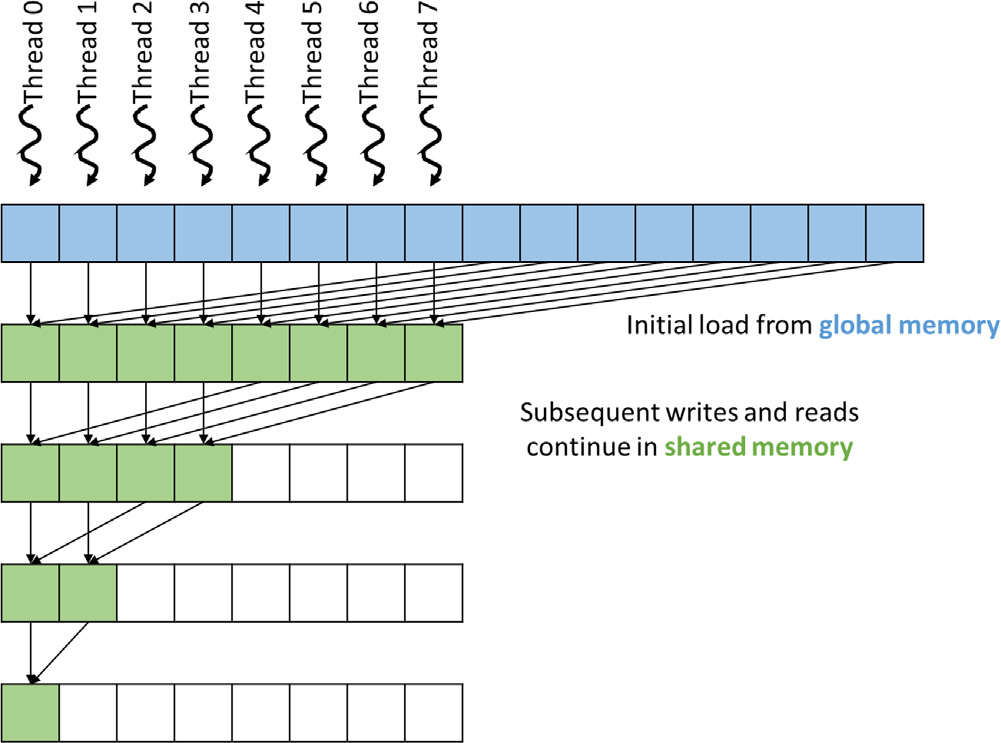 Thread 0
Thread 1
Thread 2
Thread 3
Thread 4
Thread 5
Thread 6
Thread 7
Initial load from global memory
Subsequent writes and reads
continue in shared memory